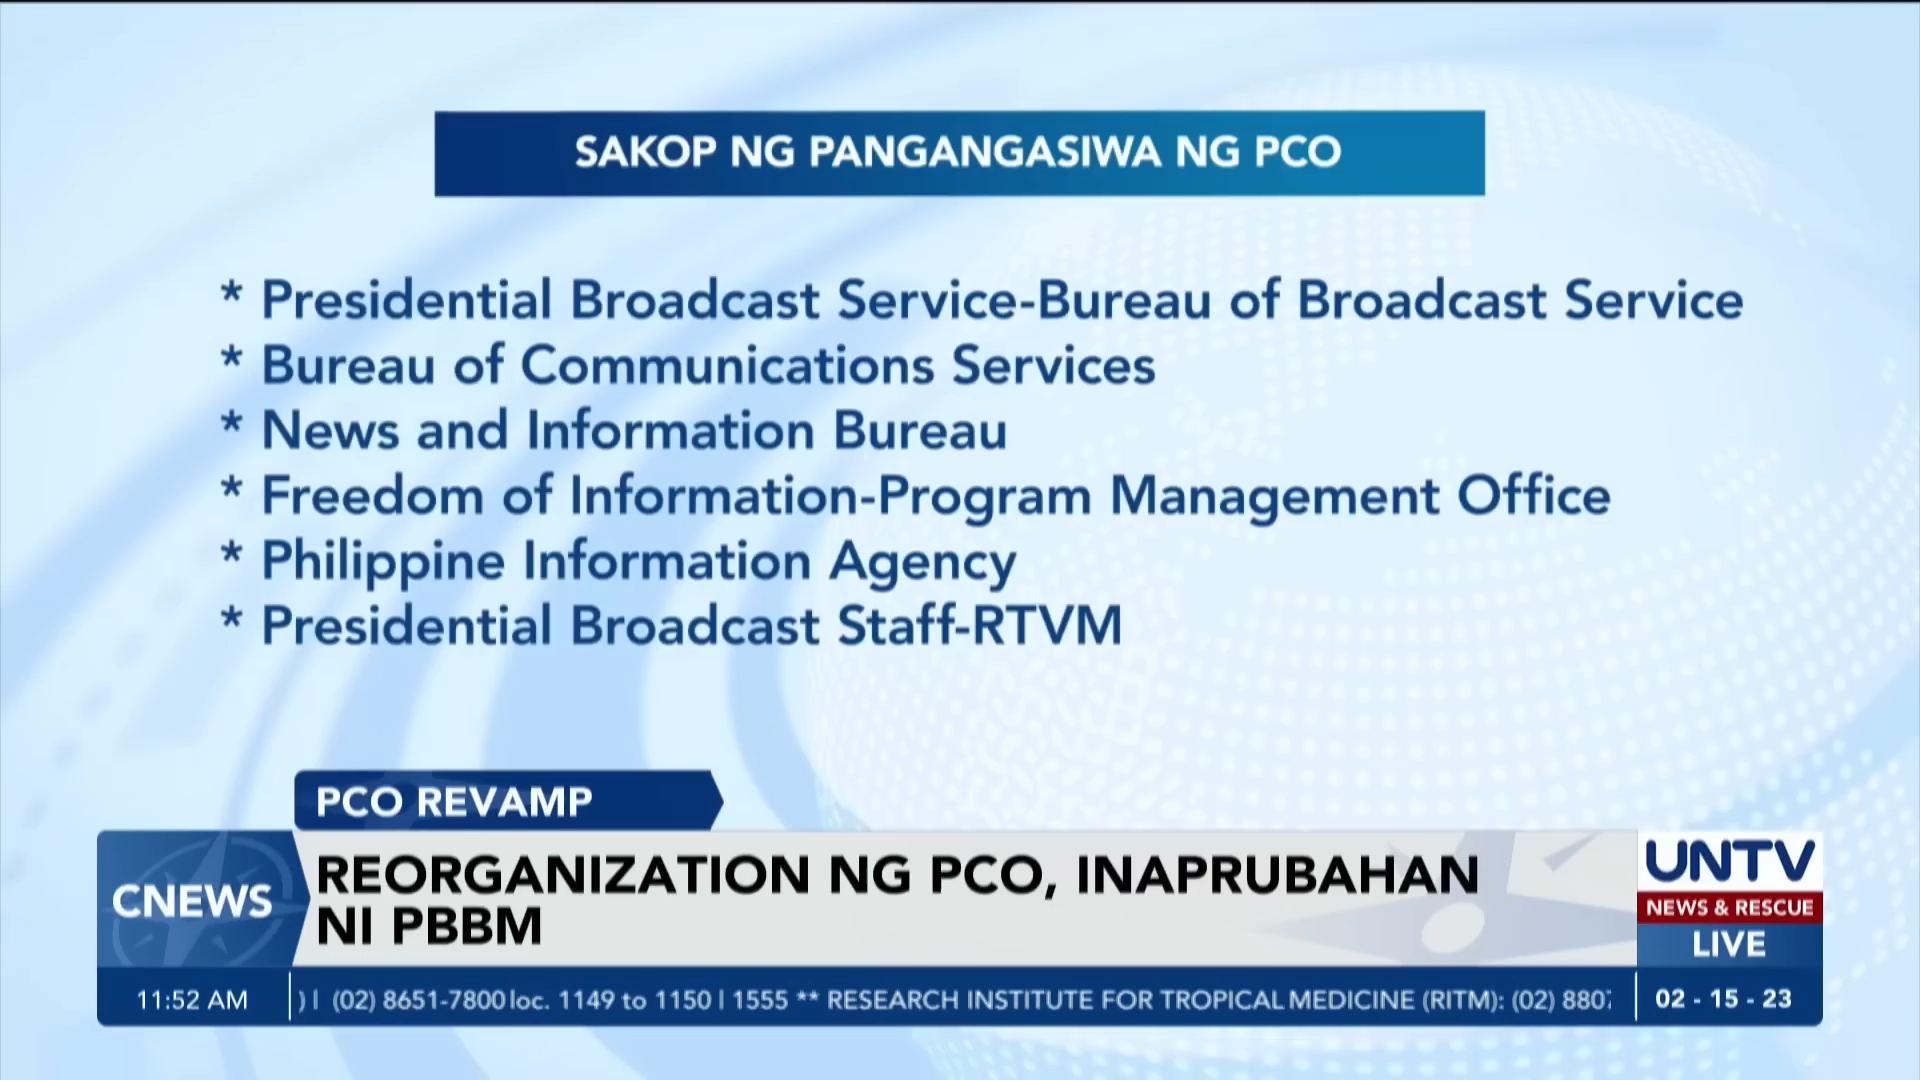 SAKOP NG PANGANGASIWA NG PCO
* Presidential Broadcast Service-Bureau of Broadcast Service
* Bureau of Communications Services
* News and Information Bureau
* Freedom of Information-Program Management Office
* Philippine Information Agency
* Presidential Broadcast Staff-RTVM
PCO REVAMP
CNEWS
REORGANIZATION NG PCO, INAPRUBAHAN
NI PBBM
UNTV
NEWS & RESCUE
LIVE
11:52 AM
) | (02) 8651-7800 loc. 1149 to 1150 | 1555 ** RESEARCH INSTITUTE FOR TROPICAL MEDICINE (RITM): (02) 880
02 - 15 - 23